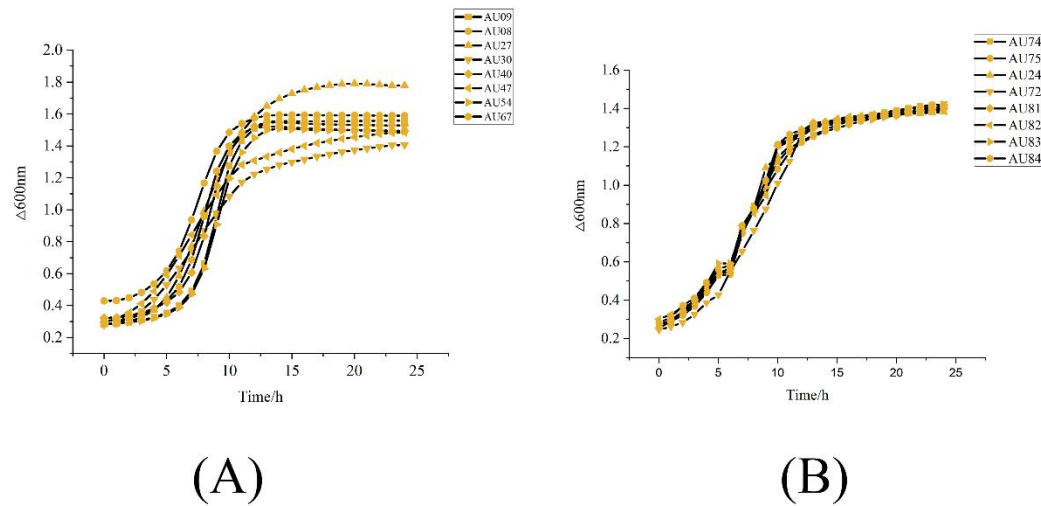 AU09
AU08
AU27
AU30
AU40
AU47
AU54
AU67
2.0
1.8
1.6
1.4
1.2
1.0
0.8
0.6
0.4
0.2
△600nm
0 5 10 15 20 25
Time/h
(A)
AU74
AU75
AU24
AU72
AU81
AU82
AU83
AU84
1.6
1.4
1.2
1.0
0.8
0.6
0.4
0.2
△600nm
0 5 10 15 20 25
Time/h
(B)